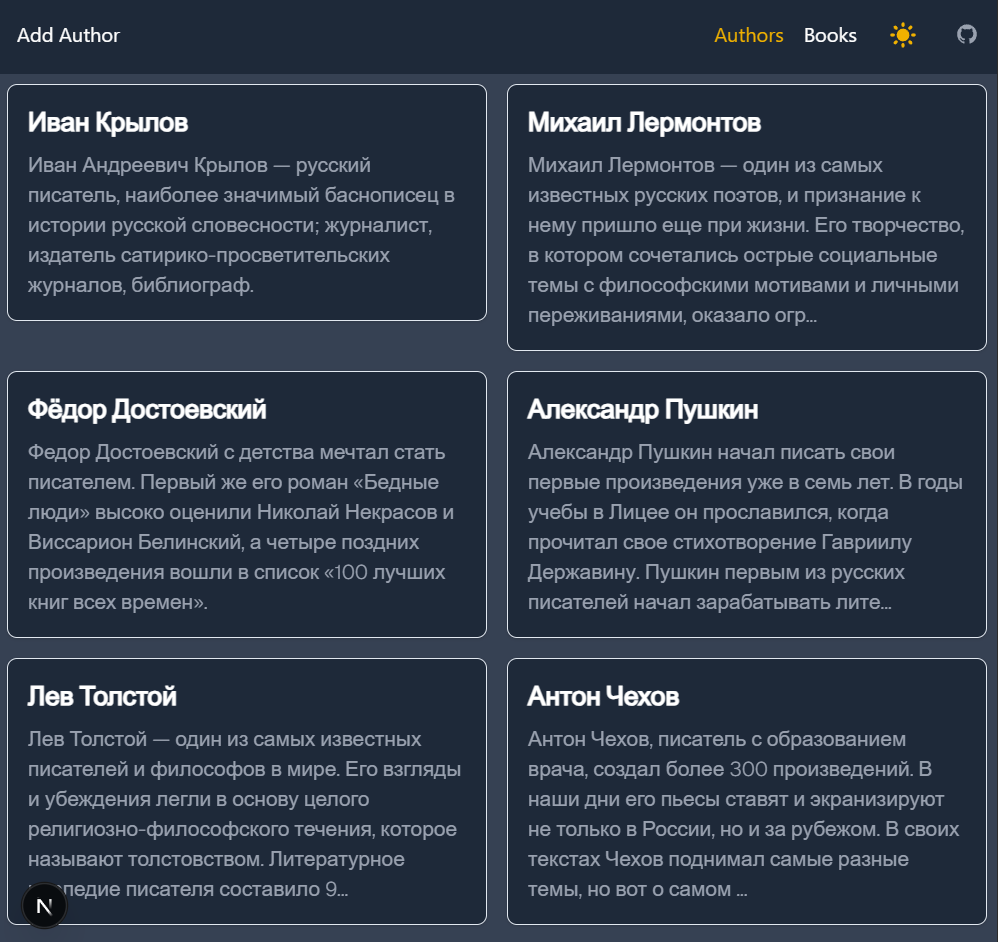 Add Author
Authors
Books
Иван Крылов
Иван Андреевич Крылов — русский
писатель, наиболее значимый баснописец в
истории русской словесности; журналист,
издатель сатирико-просветительских
журналов, библиограф.
Михаил Лермонтов
Михаил Лермонтов — один из самых
известных русских поэтов, и признание к
нему пришло еще при жизни. Его творчество,
в котором сочетались острые социальные
темы с философскими мотивами и личными
переживаниями, оказало огр...
Фёдор Достоевский
Федор Достоевский с детства мечтал стать
писателем. Первый же его роман «Бедные
люди» высоко оценили Николай Некрасов и
Виссарион Белинский, а четыре поздних
произведения вошли в список «100 лучших
книг всех времен».
Александр Пушкин
Александр Пушкин начал писать свои
первые произведения уже в семь лет. В годы
учебы в Лицее он прославился, когда
прочитал свое стихотворение Гавриилу
Державину. Пушкин первым из русских
писателей начал зарабатывать лите...
Лев Толстой
Лев Толстой — один из самых известных
писателей и философов в мире. Его взгляды
и убеждения легли в основу целого
религиозно-философского течения, которое
называют толстовством. Литературное
писателя составило 9...
N
Антон Чехов
Антон Чехов, писатель с образованием
врача, создал более 300 произведений. В
наши дни его пьесы ставят и экранизируют
не только в России, но и за рубежом. В своих
текстах Чехов поднимал самые разные
темы, но вот о самом ...